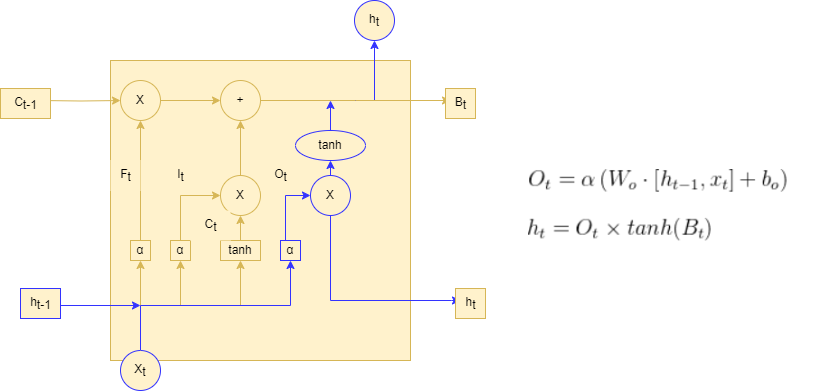 hₜ
Cₜ₋₁
X
+
Bₜ
tanh
Fₜ
Iₜ
Oₜ
X
X
Cₜ
α
α
tanh
α
hₜ₋₁
hₜ
Xₜ
Oₜ = α (Wₒ · [hₜ₋₁, xₜ] + bₒ)
hₜ = Oₜ × tanh(Bₜ)